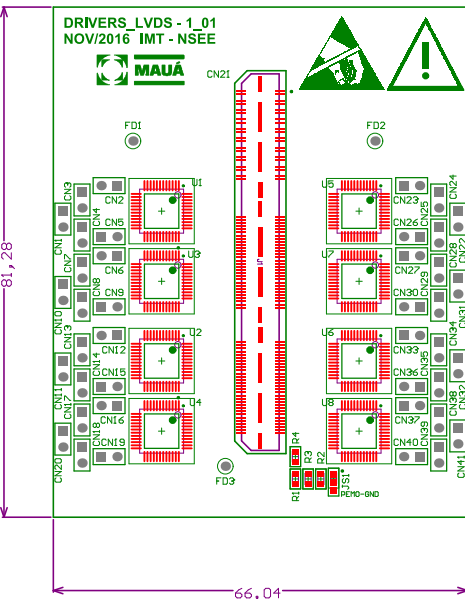 DRIVERS_LVDS - 1_01
NOV/2016 IMT - NSEE
MAUÁ
CN21
FD1
FD2
CN3
CN2
U1
U5
CN23
CN24
CN1
CN4
CN5
CN26
CN25
CN22
CN7
CN6
U3
U7
CN27
CN28
81,28
J1
CN10
CN8
CN9
CN30
CN29
CN31
CN13
CN12
U2
U6
CN33
CN34
CN11
CN14
CN15
CN36
CN35
CN32
CN17
CN16
U4
U8
CN37
CN38
CN20
CN18
CN19
CN40
CN39
CN41
R4
FD3
R1
R3
R2
JS1
PEMO-GND
66,04